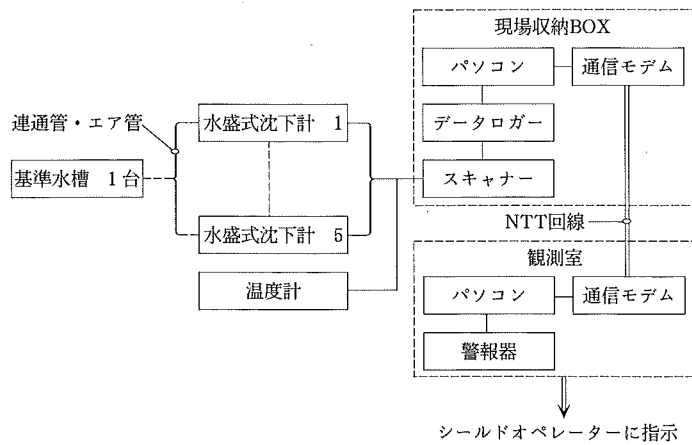 現場収納BOX
パソコン
通信モデム
連通管・エア管
水盛式沈下計 1
データロガー
基準水槽 1台
スキャナー
水盛式沈下計 5
NTT回線
観測室
温度計
パソコン
通信モデム
警報器
シールドオペレーターに指示